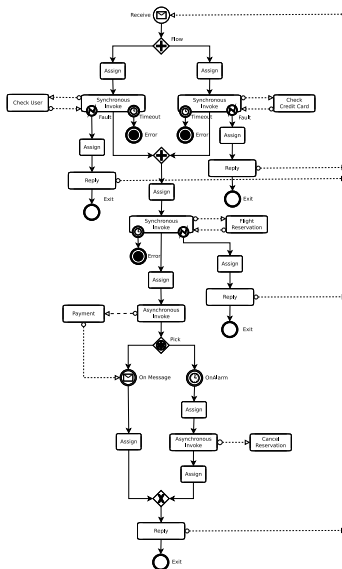 Receive
Flow
Assign
Assign
Check User
Synchronous
Invoke
Synchronous
Invoke
Check
Credit Card
Fault
Timeout
Timeout
Fault
Error
Error
Assign
Assign
Reply
Reply
Assign
Exit
Exit
Synchronous
Invoke
Flight
Reservation
Error
Assign
Assign
Reply
Payment
Asynchronous
Invoke
Exit
Pick
On Message
OnAlarm
Assign
Assign
Asynchronous
Invoke
Cancel
Reservation
Assign
Reply
Exit